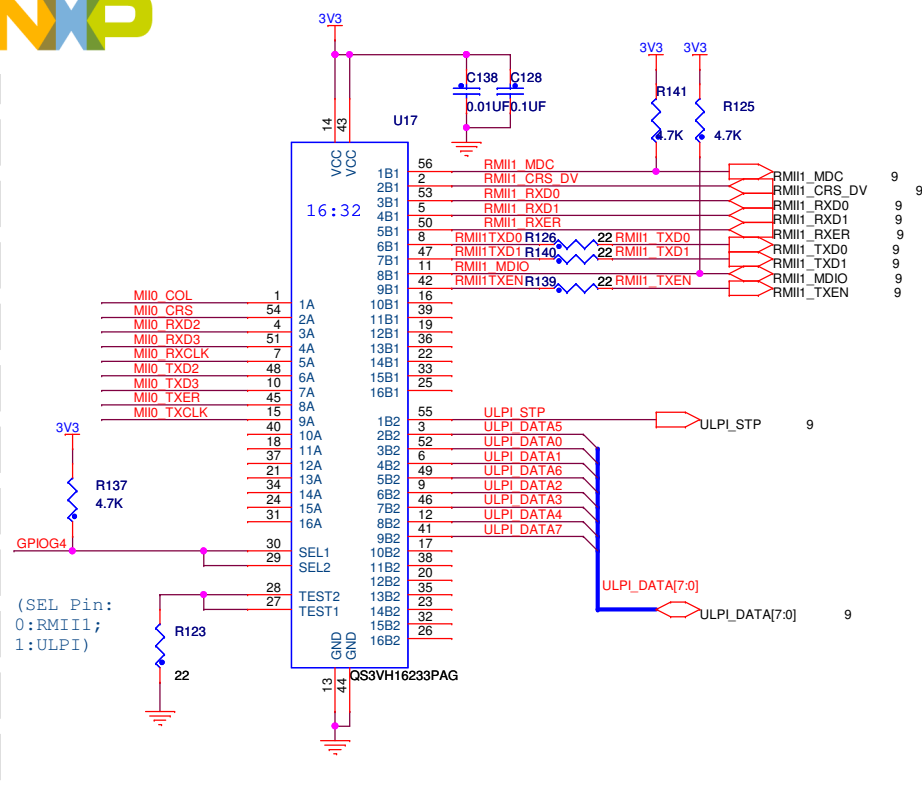 NXP
3V3
3V3
3V3
C138
C128
0.01UF
0.1UF
R141
4.7K
R125
4.7K
U17
14
43
VCC
VCC
16:32
1B1
56
RMII1_MDC
RMII1_MDC
9
2B1
2
RMII1_CRS_DV
RMII1_CRS_DV
9
3B1
53
RMII1_RXD0
RMII1_RXD0
9
4B1
5
RMII1_RXD1
RMII1_RXD1
9
5B1
50
RMII1_RXER
RMII1_RXER
9
6B1
8
RMII1TXD0
R126
22
RMII1_TXD0
RMII1_TXD0
9
7B1
47
RMII1TXD1
R140
22
RMII1_TXD1
RMII1_TXD1
9
8B1
11
RMII1_MDIO
RMII1_MDIO
9
9B1
42
RMII1TXEN
R139
22
RMII1_TXEN
RMII1_TXEN
9
10B1
16
11B1
39
12B1
19
13B1
36
14B1
22
15B1
33
16B1
25
MII0_COL
1
1A
MII0_CRS
54
2A
MII0_RXD2
4
3A
MII0_RXD3
51
4A
MII0_RXCLK
7
5A
MII0_TXD2
48
6A
MII0_TXD3
10
7A
MII0_TXER
45
8A
MII0_TXCLK
15
9A
40
10A
18
11A
37
12A
21
13A
34
14A
24
15A
31
16A
1B2
55
ULPI_STP
ULPI_STP
9
2B2
3
ULPI_DATA5
3B2
52
ULPI_DATA0
4B2
6
ULPI_DATA1
5B2
49
ULPI_DATA6
6B2
9
ULPI_DATA2
7B2
46
ULPI_DATA3
8B2
12
ULPI_DATA4
9B2
41
ULPI_DATA7
10B2
17
11B2
38
12B2
20
13B2
35
14B2
23
15B2
32
16B2
26
ULPI_DATA[7:0]
ULPI_DATA[7:0]
9
3V3
R137
4.7K
GPIOG4
30
SEL1
29
SEL2
28
TEST2
27
TEST1
(SEL Pin:
0:RMII1;
1:ULPI)
R123
22
GND
GND
13
44
QS3VH16233PAG